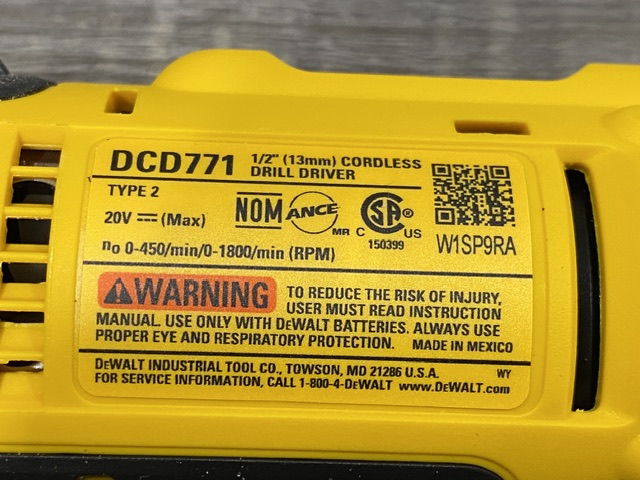 DCD771 1/2" (13mm) CORDLESS
DRILL DRIVER
TYPE 2
20V ⎓ (Max)
NOM ANCE MR
CSA ® C US
150399
W1SP9RA
no 0-450/min/0-1800/min (RPM)
WARNING TO REDUCE THE RISK OF INJURY,
USER MUST READ INSTRUCTION
MANUAL. USE ONLY WITH DEWALT BATTERIES. ALWAYS USE
PROPER EYE AND RESPIRATORY PROTECTION. MADE IN MEXICO
DEWALT INDUSTRIAL TOOL CO., TOWSON, MD 21286 U.S.A. WY
FOR SERVICE INFORMATION, CALL 1-800-4-DEWALT www.DEWALT.com